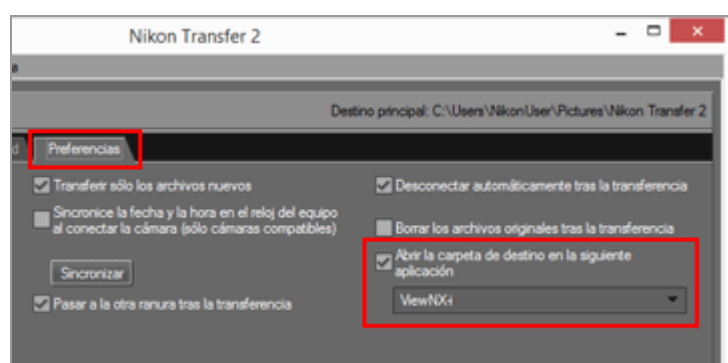 Nikon Transfer 2
a
Destino principal: C:\Users\NikonUser\Pictures\Nikon Transfer 2
d
Preferencias
Transferir sólo los archivos nuevos
Sincronice la fecha y la hora en el reloj del equipo
al conectar la cámara (sólo cámaras compatibles)
Sincronizar
Pasar a la otra ranura tras la transferencia
Desconectar automáticamente tras la transferencia
Borrar los archivos originales tras la transferencia
Abrir la carpeta de destino en la siguiente
aplicación
ViewNX-i